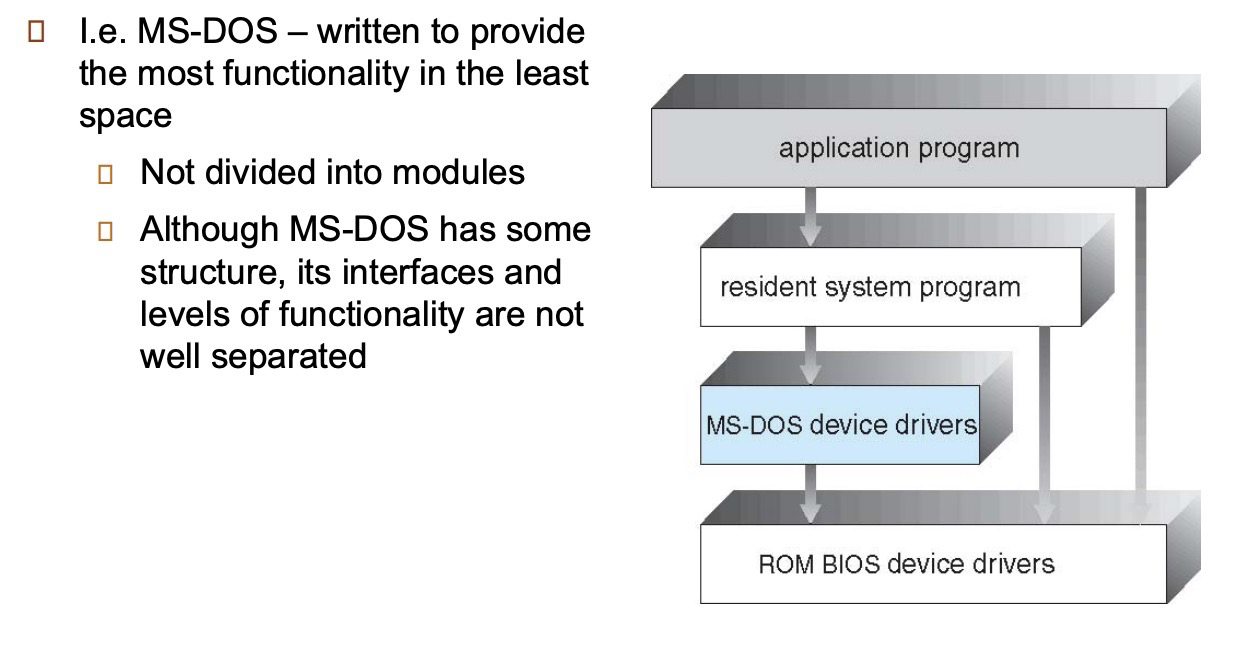 I.e. MS-DOS – written to provide
the most functionality in the least
space
Not divided into modules
Although MS-DOS has some
structure, its interfaces and
levels of functionality are not
well separated
application program
resident system program
MS-DOS device drivers
ROM BIOS device drivers